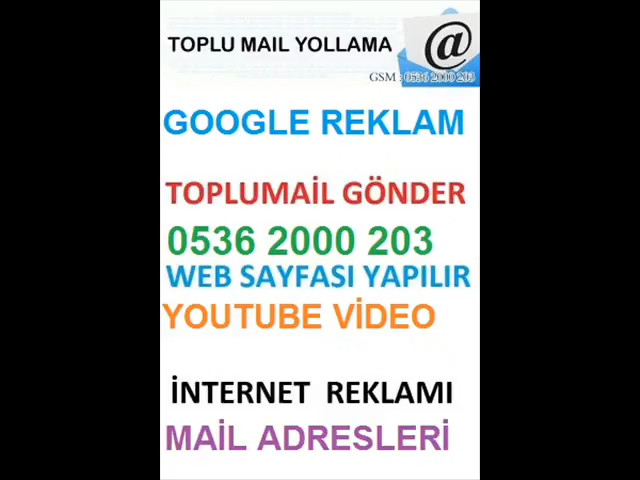 TOPLU MAIL YOLLAMA
@
GSM : 0536 2000 203
GOOGLE REKLAM
TOPLUMAİL GÖNDER
0536 2000 203
WEB SAYFASI YAPILIR
YOUTUBE VİDEO
İNTERNET REKLAMI
MAİL ADRESLERİ